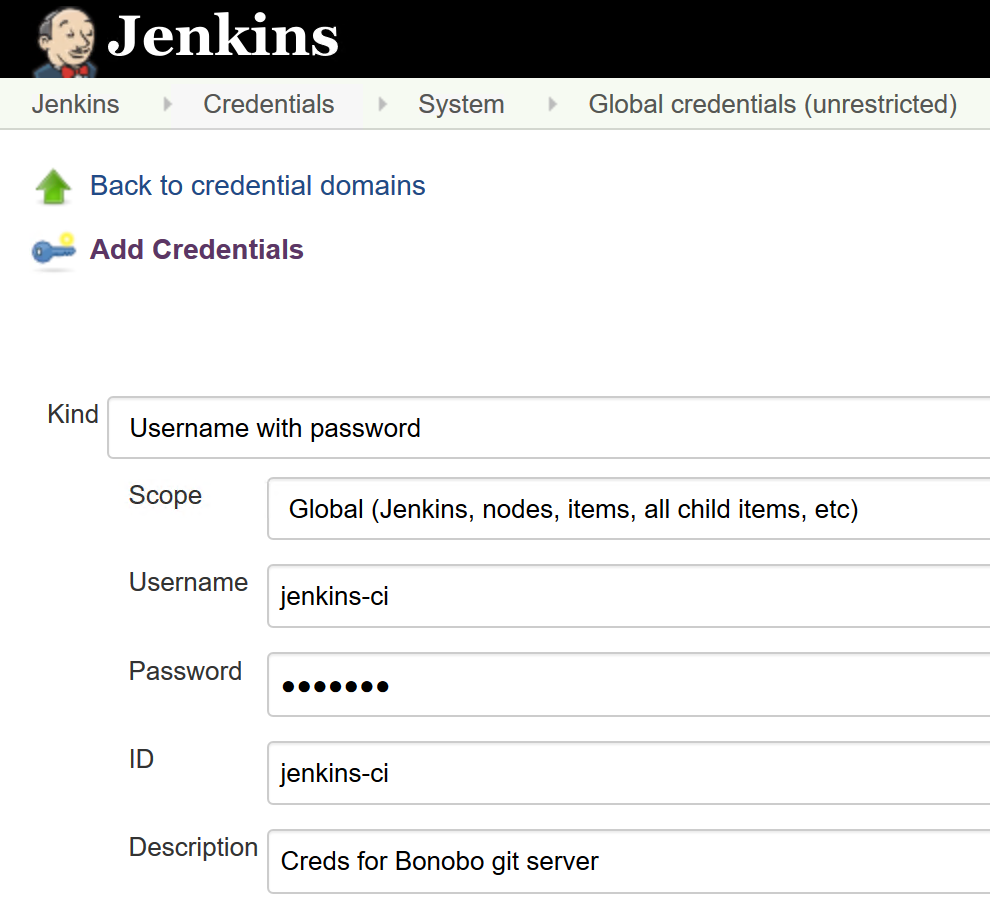 Jenkins
Jenkins Credentials System Global credentials (unrestricted)
Back to credential domains
Add Credentials
Kind Username with password
Scope Global (Jenkins, nodes, items, all child items, etc)
Username jenkins-ci
Password •••••••
ID jenkins-ci
Description Creds for Bonobo git server